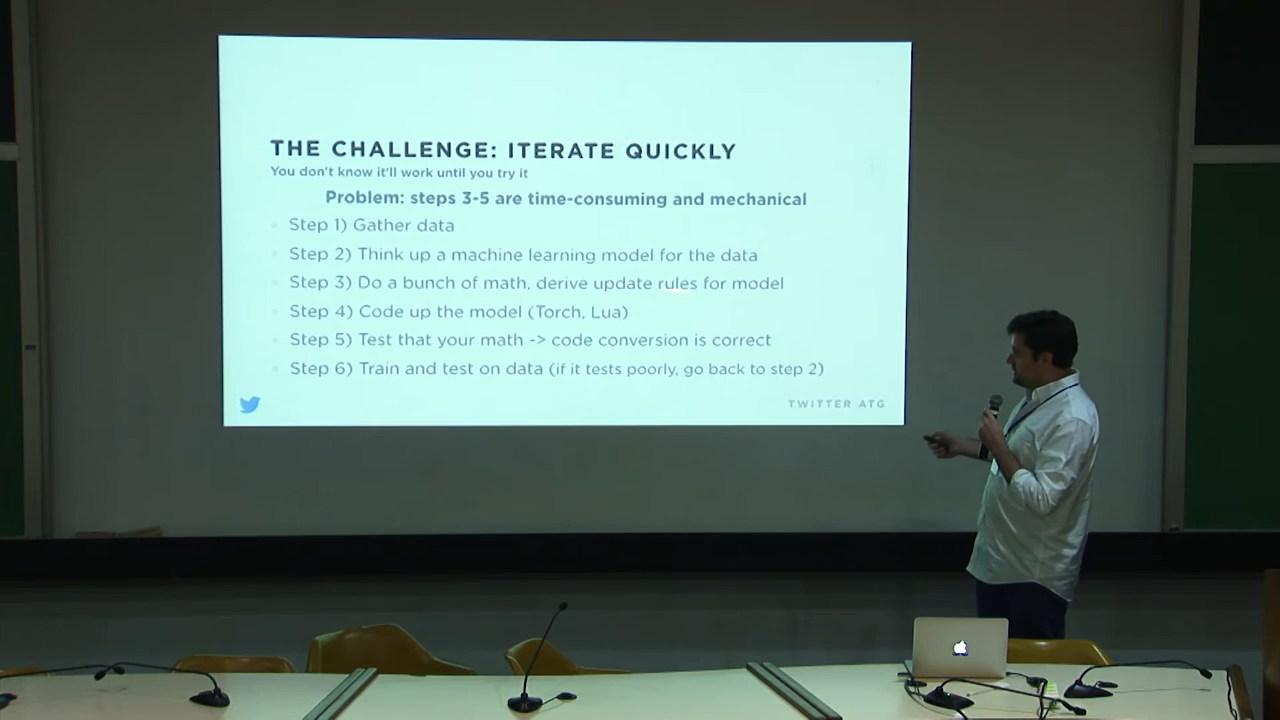 THE CHALLENGE: ITERATE QUICKLY
You don't know it'll work until you try it
Problem: steps 3-5 are time-consuming and mechanical
Step 1) Gather data
Step 2) Think up a machine learning model for the data
Step 3) Do a bunch of math, derive update rules for model
Step 4) Code up the model (Torch, Lua)
Step 5) Test that your math -> code conversion is correct
Step 6) Train and test on data (if it tests poorly, go back to step 2)
TWITTER ATG